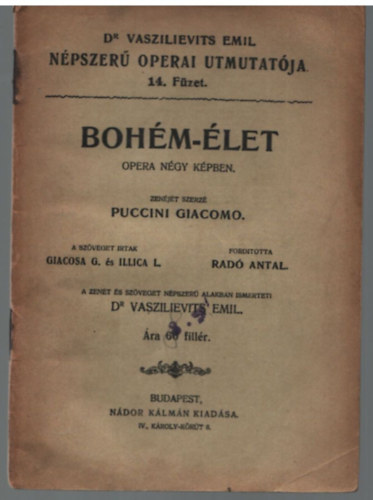 DR VASZILIEVITS EMIL
NÉPSZERŰ OPERAI UTMUTATÓJA.
14. Füzet.
BOHÉM-ÉLET
OPERA NÉGY KÉPBEN.
ZENÉJÉT SZERZÉ
PUCCINI GIACOMO.
A SZÖVEGET IRTÁK
GIACOSA G. és ILLICA L.
FORDITOTTA
RADÓ ANTAL.
A ZENÉT ÉS SZÖVEGET NÉPSZERŰ ALAKBAN ISMERTETI
DR VASZILIEVITS EMIL.
Ára 60 fillér.
BUDAPEST,
NÁDOR KÁLMÁN KIADÁSA.
IV., KÁROLY-KÖRÚT 8.